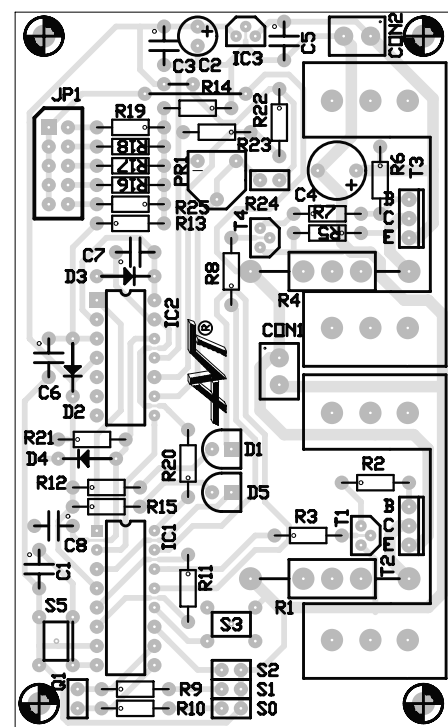 CON2
C3
C2
IC3
C5
R14
JP1
R19
R18
R17
R16
R25
R13
R22
R23
PR1
R24
C4
R6
T3
B
C
E
R7
R5
T4
C7
D3
R8
R4
IC2
®
CON1
C6
D2
R21
D4
R20
D1
D5
R12
R15
R2
B
C
E
T1
T2
R3
C8
IC1
C1
R11
R1
S5
S3
Q1
R9
R10
S2
S1
S0